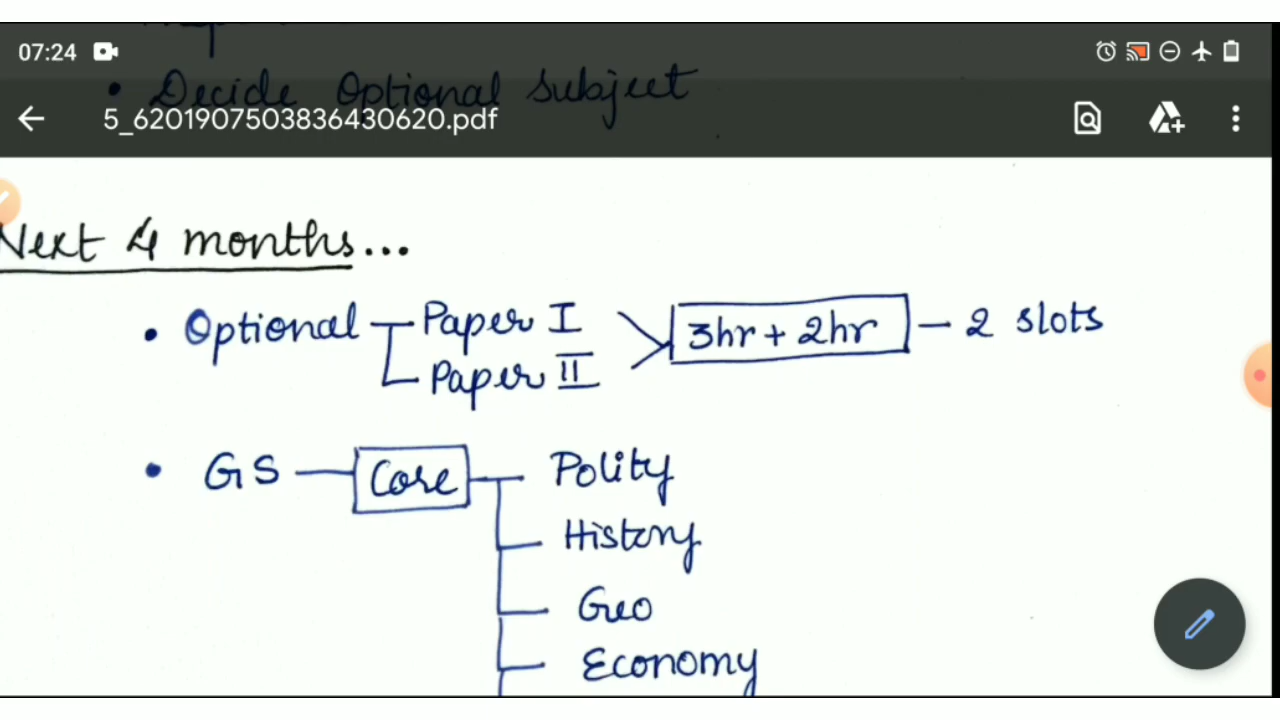 07:24
• Decide Optional subject
5_6201907503836430620.pdf
Next 4 months...
• Optional Paper I 3hr + 2hr – 2 slots
Paper II
• GS Core Polity
History
Geo
Economy